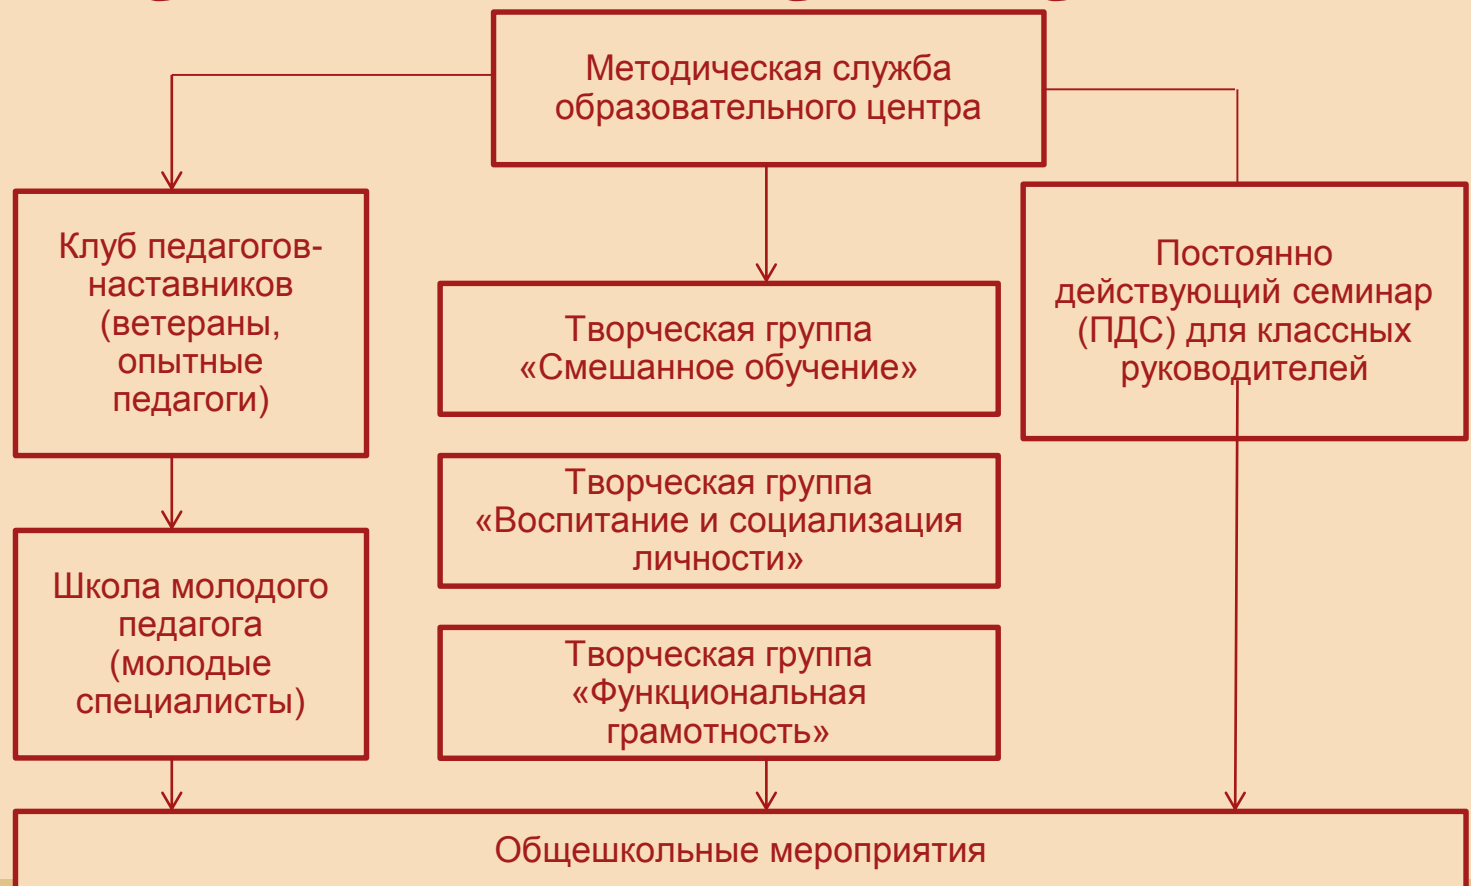 Методическая служба
образовательного центра
Клуб педагогов-
наставников
(ветераны,
опытные
педагоги)
Школа молодого
педагога
(молодые
специалисты)
Творческая группа
«Смешанное обучение»
Творческая группа
«Воспитание и социализация
личности»
Творческая группа
«Функциональная
грамотность»
Постоянно
действующий семинар
(ПДС) для классных
руководителей
Общешкольные мероприятия